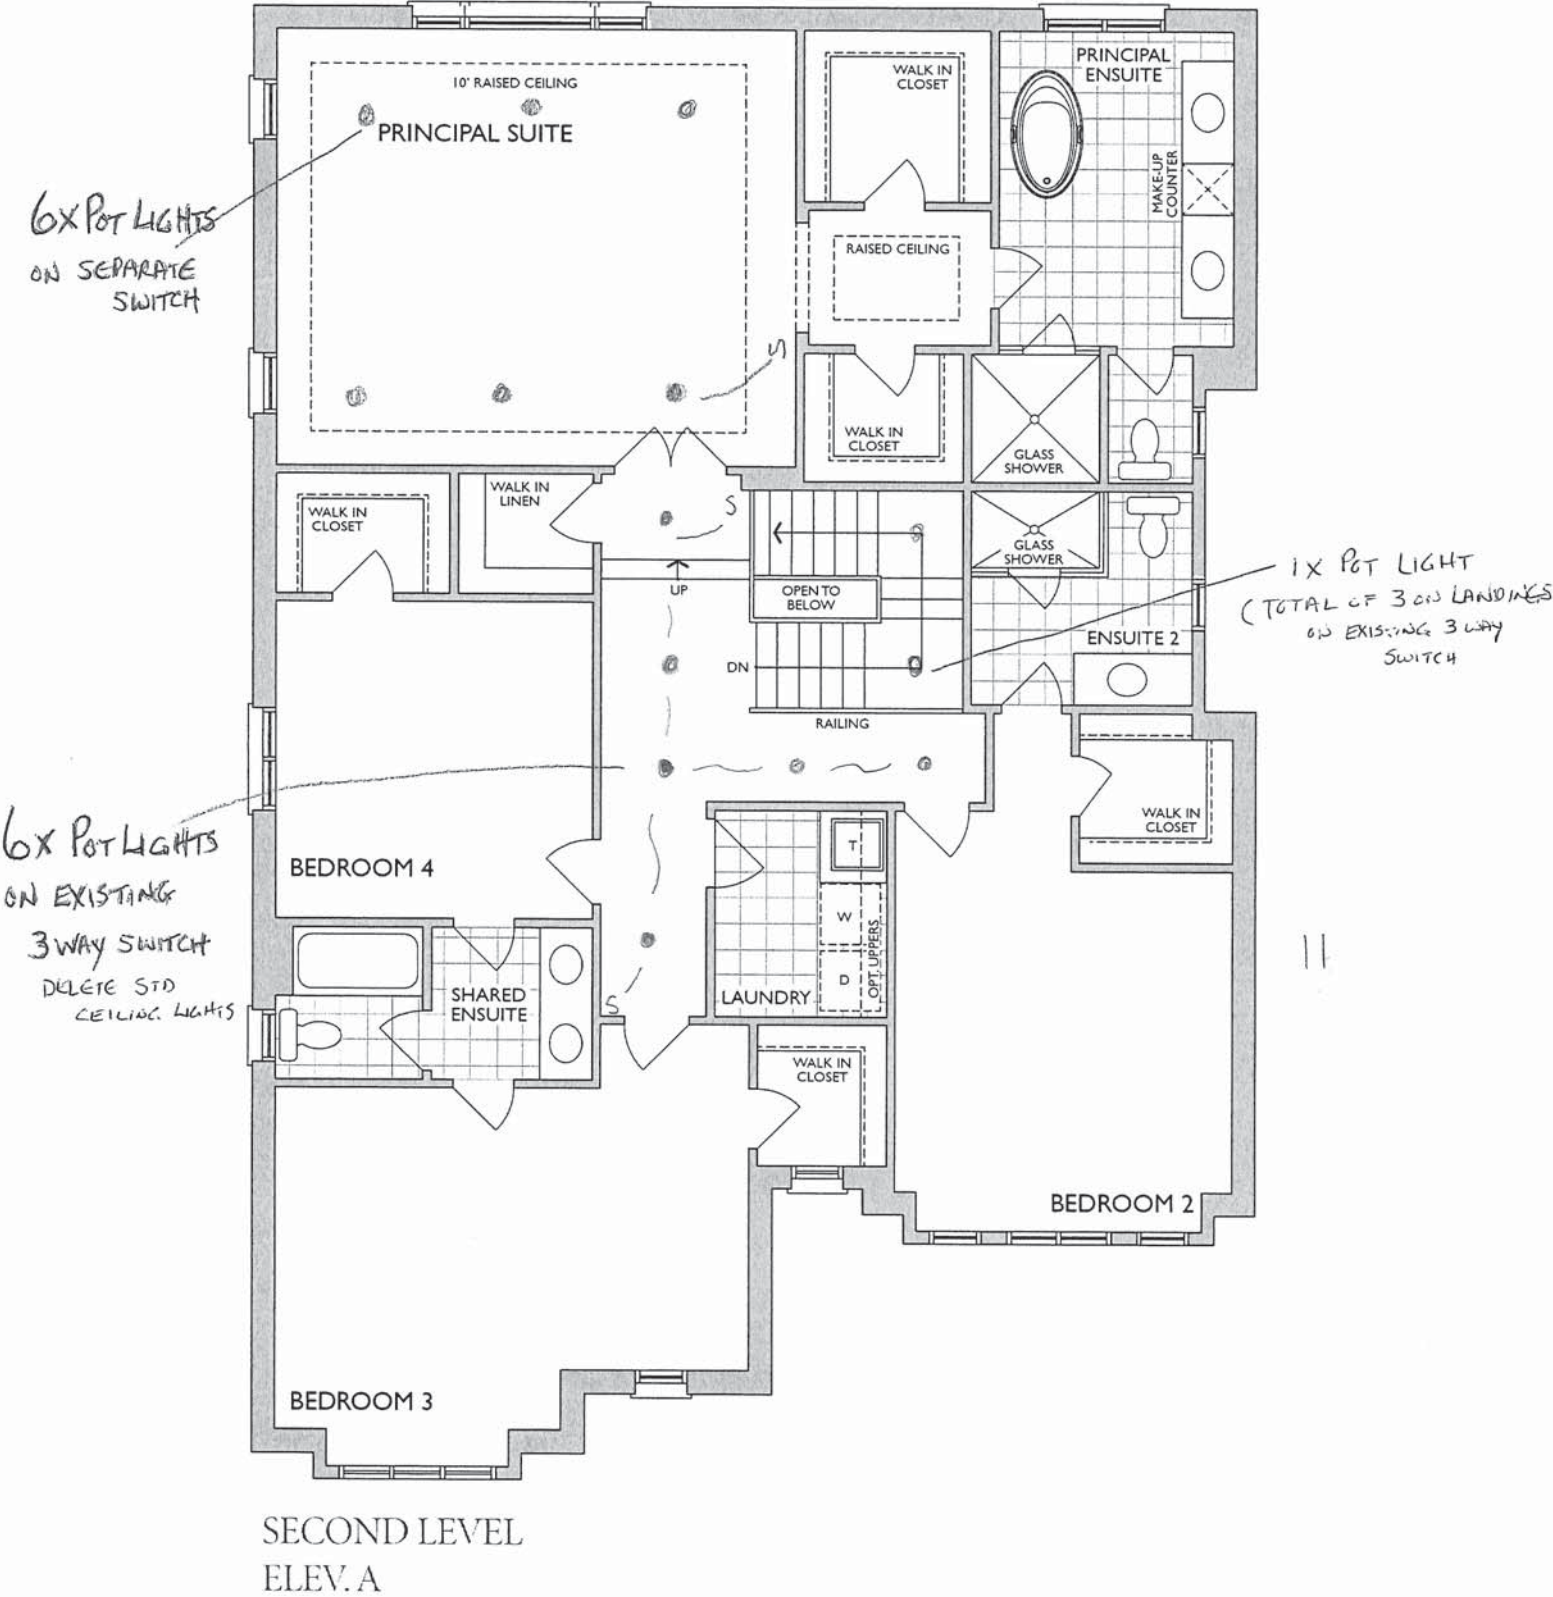 10' RAISED CEILING
PRINCIPAL SUITE
WALK IN
CLOSET
PRINCIPAL
ENSUITE
MAKE-UP
COUNTER
6X POT LIGHTS
ON SEPARATE
SWITCH
RAISED CEILING
S
WALK IN
CLOSET
GLASS
SHOWER
WALK IN
CLOSET
WALK IN
LINEN
S
UP
OPEN TO
BELOW
DN
RAILING
GLASS
SHOWER
ENSUITE 2
1X POT LIGHT
(TOTAL OF 3 ON LANDINGS
ON EXISTING 3 WAY
SWITCH
WALK IN
CLOSET
6X POT LIGHTS
ON EXISTING
3 WAY SWITCH
DELETE STD
CEILING LIGHTS
BEDROOM 4
T
W
D
OPT. UPPERS
LAUNDRY
SHARED
ENSUITE
S
11
WALK IN
CLOSET
BEDROOM 2
BEDROOM 3
SECOND LEVEL
ELEV. A